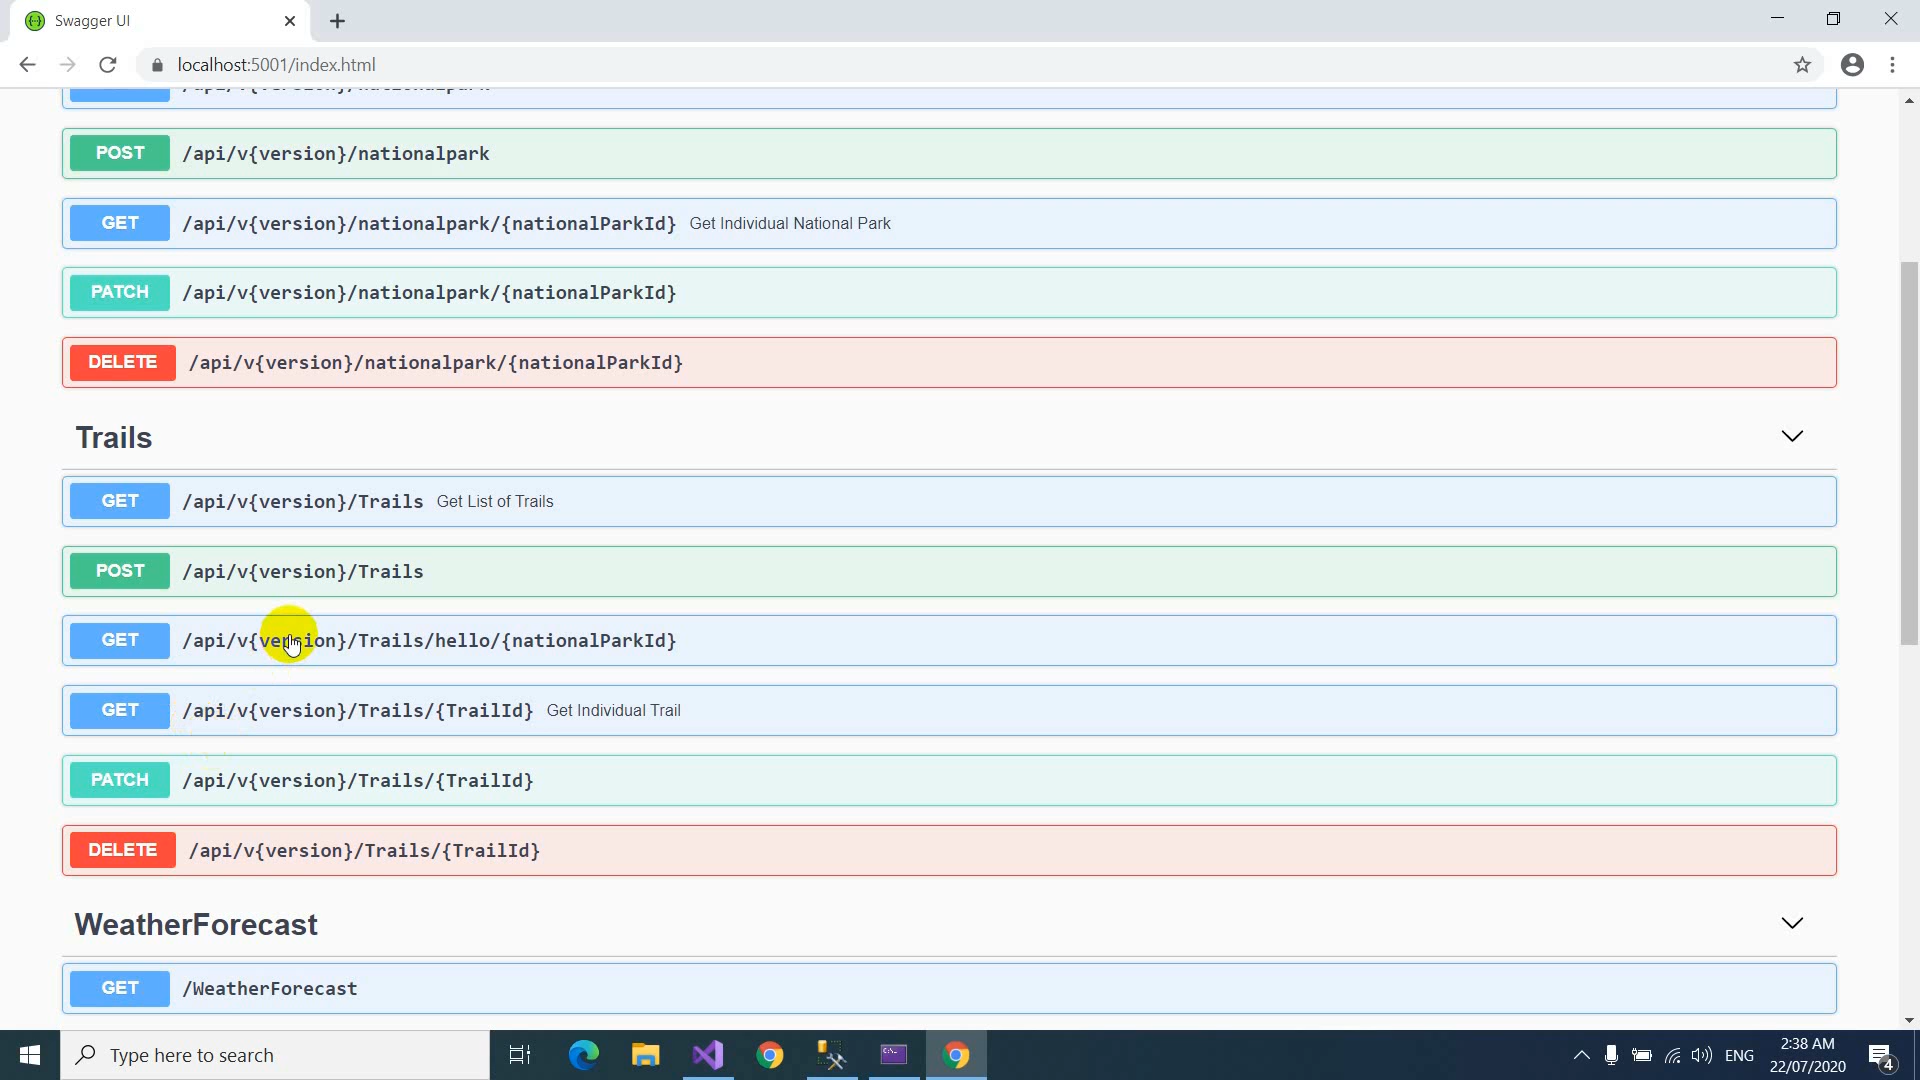 Swagger UI
localhost:5001/index.html
POST /api/v{version}/nationalpark
GET /api/v{version}/nationalpark/{nationalParkId} Get Individual National Park
PATCH /api/v{version}/nationalpark/{nationalParkId}
DELETE /api/v{version}/nationalpark/{nationalParkId}
Trails
GET /api/v{version}/Trails Get List of Trails
POST /api/v{version}/Trails
GET /api/v{version}/Trails/hello/{nationalParkId}
GET /api/v{version}/Trails/{TrailId} Get Individual Trail
PATCH /api/v{version}/Trails/{TrailId}
DELETE /api/v{version}/Trails/{TrailId}
WeatherForecast
GET /WeatherForecast
Type here to search
ENG
2:38 AM
22/07/2020
4